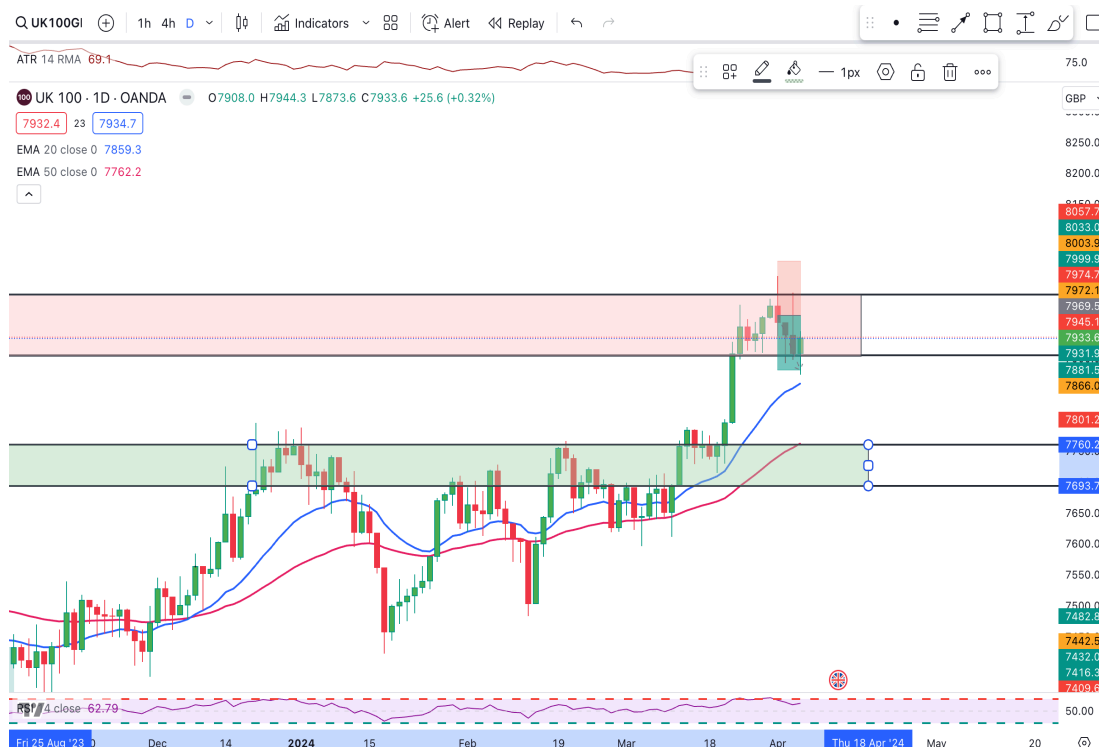 UK100GI 1h 4h D Indicators Alert Replay
ATR 14 RMA 69.1
75.0
1px
UK 100 · 1D · OANDA O7908.0 H7944.3 L7873.6 C7933.6 +25.6 (+0.32%)
GBP
7932.4 23 7934.7
EMA 20 close 0 7859.3
8250.0
EMA 50 close 0 7762.2
8200.0
8150.0
8057.7
8033.0
8003.9
7999.9
7974.7
7972.1
7969.5
7945.1
7933.6
7931.9
7881.5
7866.0
7801.2
7760.2
7693.7
7650.0
7600.0
7550.0
7500.0
7482.8
7442.5
7432.0
7416.3
7409.6
close 62.79
50.00
Fri 25 Aug '23 Dec 14 2024 15 Feb 19 Mar 18 Apr Thu 18 Apr '24 May 20